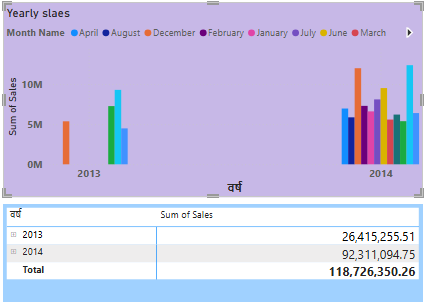 Yearly slaes
Month Name April August December February January July June March
Sum of Sales
10M
5M
0M
2013 2014
वर्ष
वर्ष Sum of Sales
2013 26,415,255.51
2014 92,311,094.75
Total 118,726,350.26